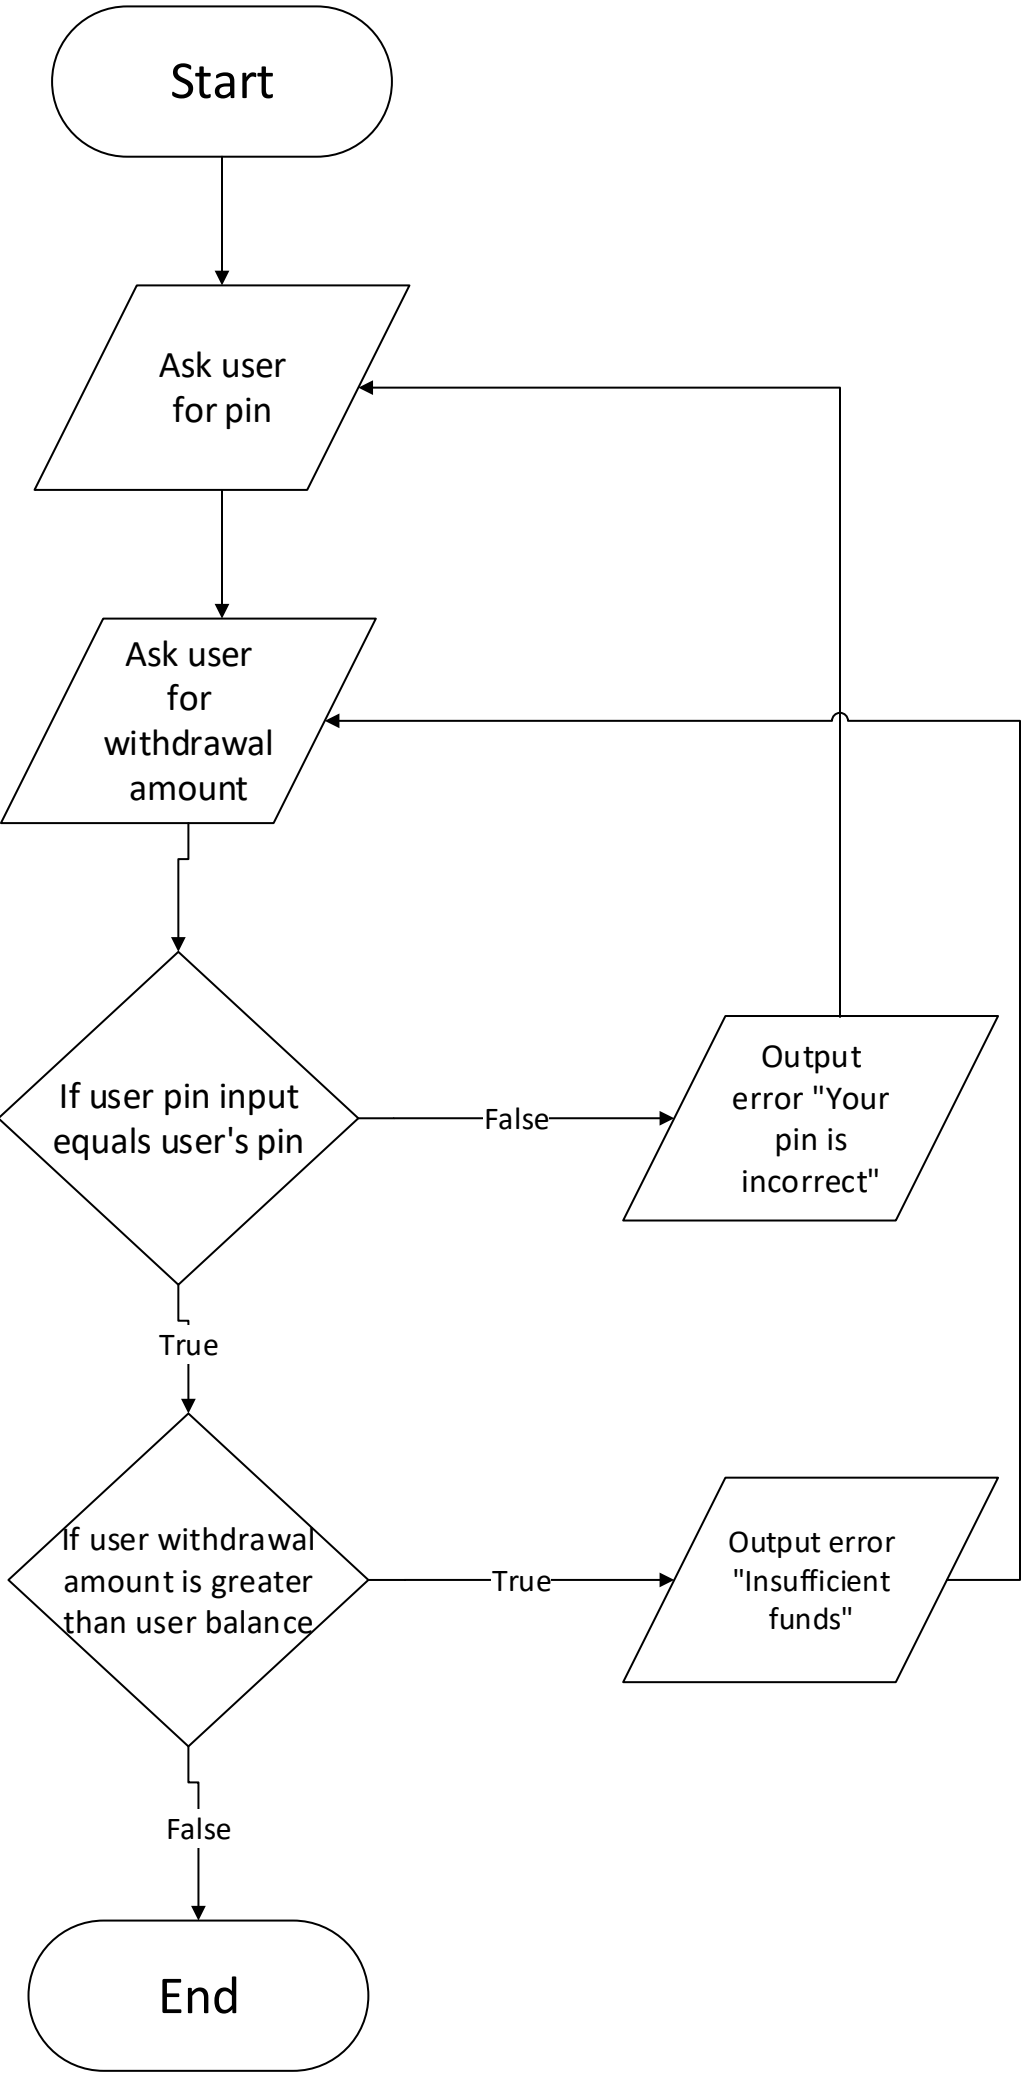 Start
Ask user
for pin
Ask user
for
withdrawal
amount
If user pin input
equals user's pin
False
Output
error "Your
pin is
incorrect"
True
If user withdrawal
amount is greater
than user balance
True
Output error
"Insufficient
funds"
False
End